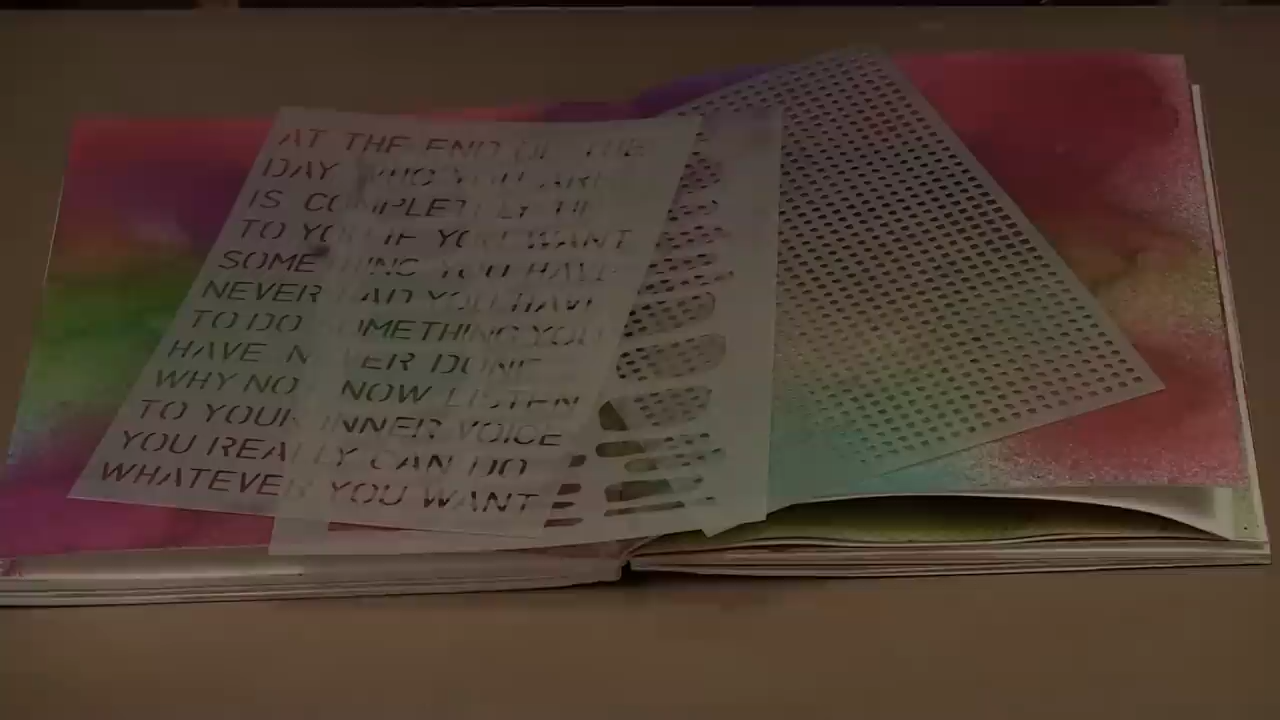 AT THE END OF THE
DAY WHO YOU ARE
IS COMPLETELY
TO YOU IF YOU WANT
SOMETHING YOU HAVE
NEVER HAD YOU HAVE
TO DO SOMETHING YOU
HAVE NEVER DONE
WHY NOT NOW LISTEN
TO YOUR INNER VOICE
YOU REALLY CAN DO
WHATEVER YOU WANT